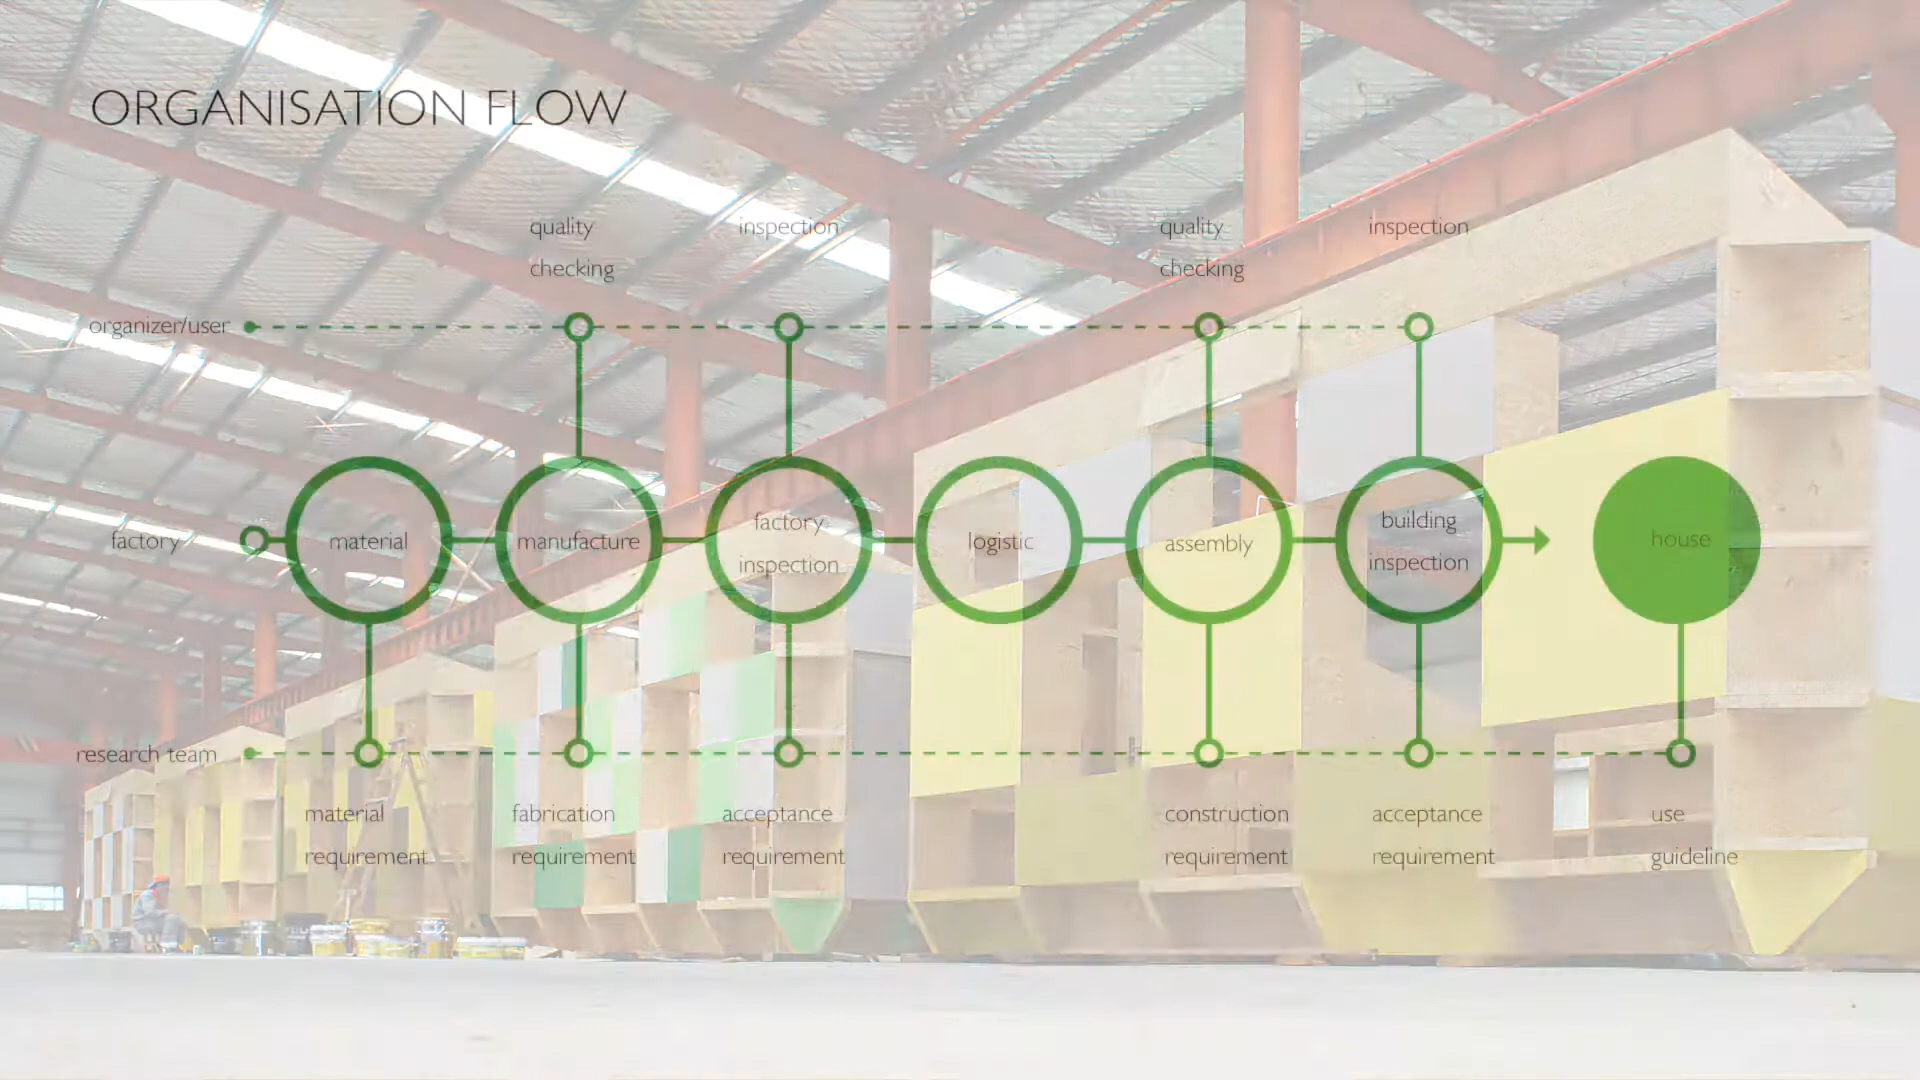 ORGANISATION FLOW
quality
checking
inspection
quality
checking
inspection
organizer/user
factory
material
manufacture
factory
inspection
logistic
assembly
building
inspection
house
research team
material
requirement
fabrication
requirement
acceptance
requirement
construction
requirement
acceptance
requirement
use
guideline